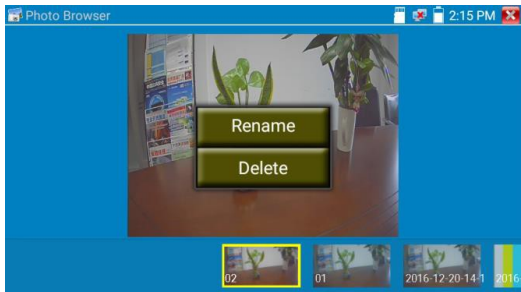 Photo Browser
2:15 PM
Rename
Delete
02
01
2016-12-20-14-1
2016